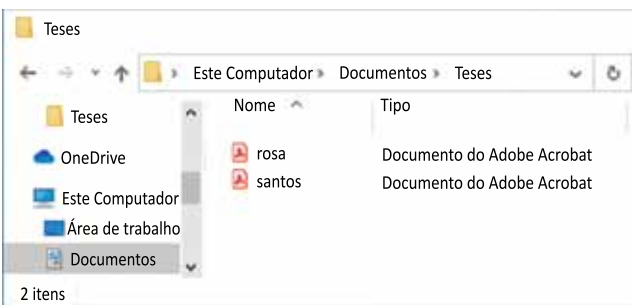 Teses
Este Computador Documentos Teses
Nome Tipo
Teses
OneDrive
Este Computador
Área de trabalho
Documentos
rosa Documento do Adobe Acrobat
santos Documento do Adobe Acrobat
2 itens